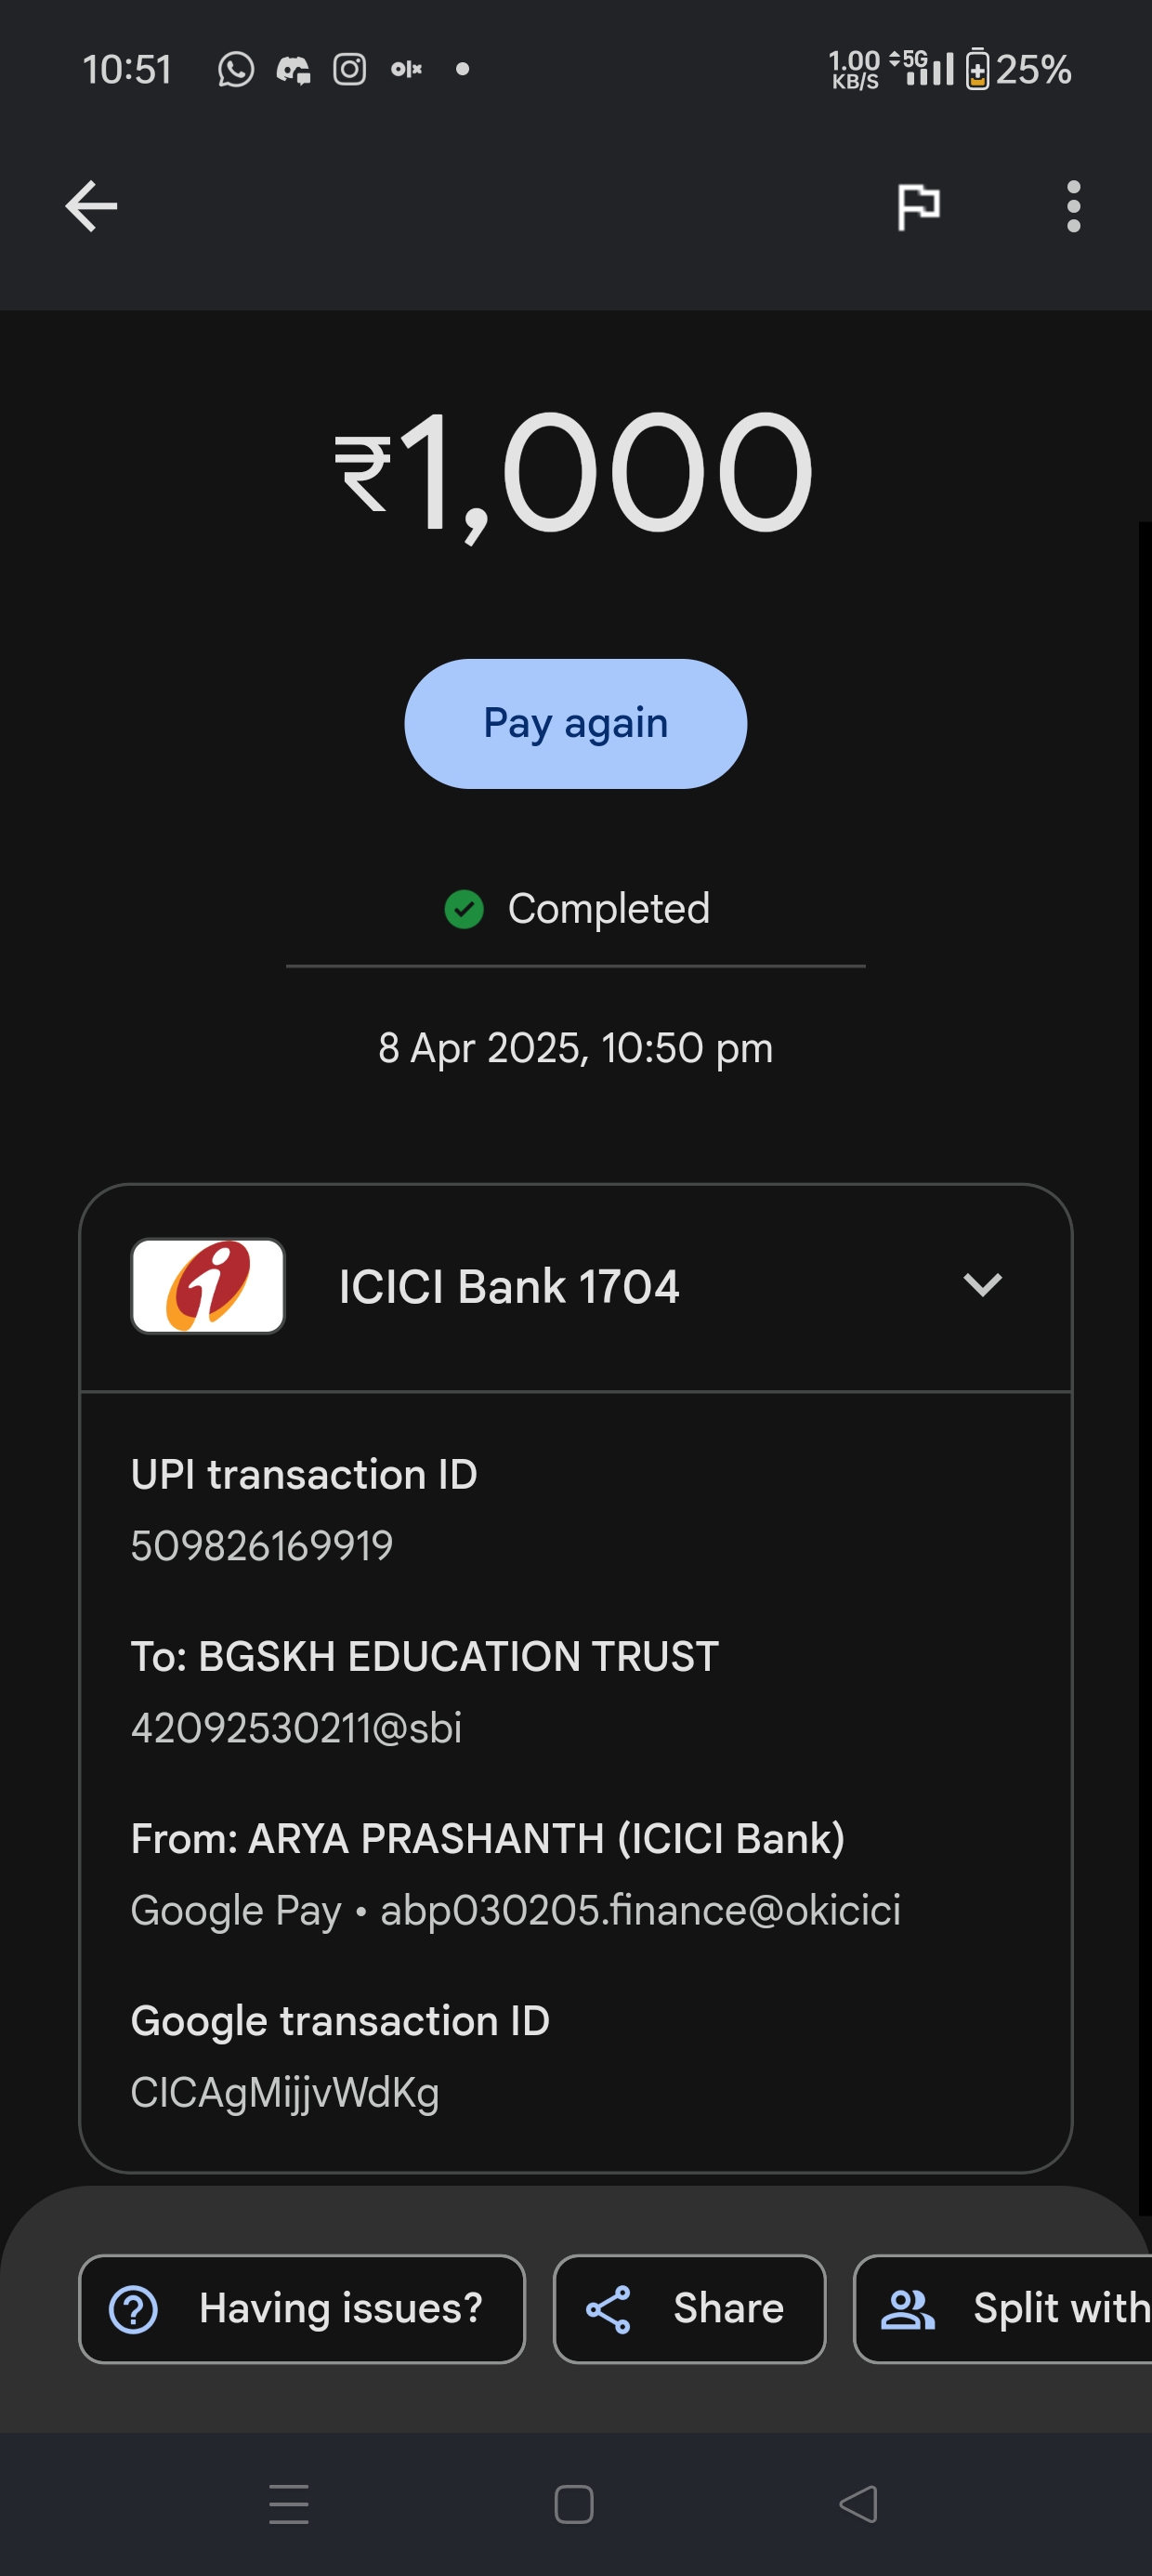 10:51 olx 1.00 KB/S 5G 25%
₹1,000
Pay again
Completed
8 Apr 2025, 10:50 pm
ICICI Bank 1704
UPI transaction ID
509826169919
To: BGSKH EDUCATION TRUST
42092530211@sbi
From: ARYA PRASHANTH (ICICI Bank)
Google Pay • abp030205.finance@okicici
Google transaction ID
CICAgMijjvWdKg
Having issues? Share Split with